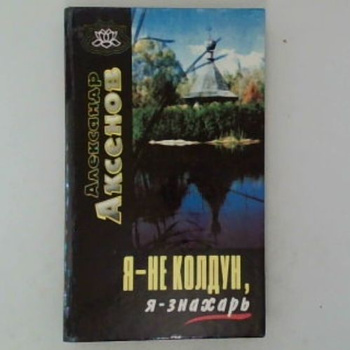 Александр
Аксенов
Я-НЕ КОЛДУН,
я-знахарь